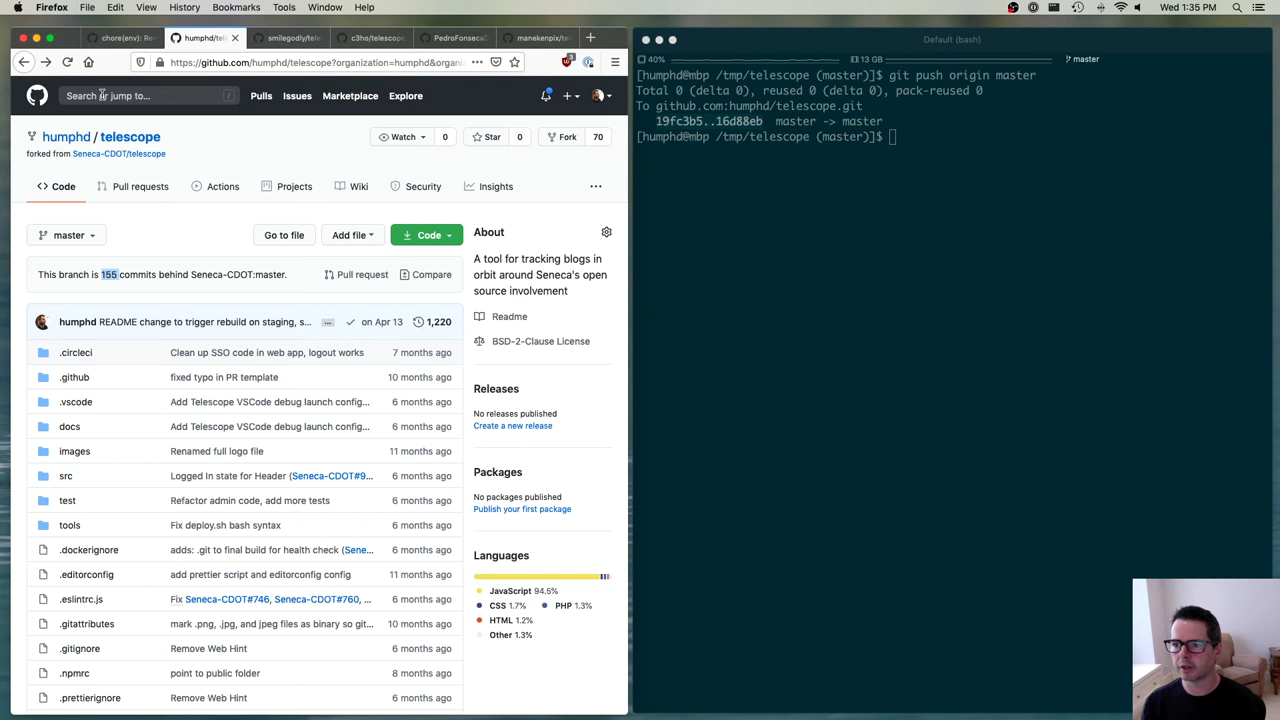 Firefox File Edit View History Bookmarks Tools Window Help
Wed 1:35 PM
chore(env): Re
humphd/tele
smilegodly/tele
c3ho/telescope
PedroFonsecaC
manekenpix/tel
https://github.com/humphd/telescope?organization=humphd&organi
3
Search or jump to... /
Pulls Issues Marketplace Explore
humphd / telescope
forked from Seneca-CDOT/telescope
Watch 0 Star 0 Fork 70
Code Pull requests Actions Projects Wiki Security Insights
master Go to file Add file Code
This branch is 155 commits behind Seneca-CDOT:master. Pull request Compare
humphd README change to trigger rebuild on staging, s... on Apr 13 1,220
.circleci Clean up SSO code in web app, logout works 7 months ago
.github fixed typo in PR template 10 months ago
.vscode Add Telescope VSCode debug launch config... 6 months ago
docs Add Telescope VSCode debug launch config... 6 months ago
images Renamed full logo file 11 months ago
src Logged In state for Header (Seneca-CDOT#9... 6 months ago
test Refactor admin code, add more tests 6 months ago
tools Fix deploy.sh bash syntax 6 months ago
.dockerignore adds: .git to final build for health check (Sene... 6 months ago
.editorconfig add prettier script and editorconfig config 11 months ago
.eslintrc.js Fix Seneca-CDOT#746, Seneca-CDOT#760, ... 6 months ago
.gitattributes mark .png, .jpg, and jpeg files as binary so git... 10 months ago
.gitignore Remove Web Hint 6 months ago
.npmrc point to public folder 8 months ago
.prettierignore Remove Web Hint 6 months ago
About
A tool for tracking blogs in
orbit around Seneca's open
source involvement
Readme
BSD-2-Clause License
Releases
No releases published
Create a new release
Packages
No packages published
Publish your first package
Languages
JavaScript 94.5%
CSS 1.7% PHP 1.3%
HTML 1.2%
Other 1.3%
Default (bash)
40% 13 GB master
[humphd@mbp /tmp/telescope (master)]$ git push origin master
Total 0 (delta 0), reused 0 (delta 0), pack-reused 0
To github.com:humphd/telescope.git
19fc3b5..16d88eb master -> master
[humphd@mbp /tmp/telescope (master)]$